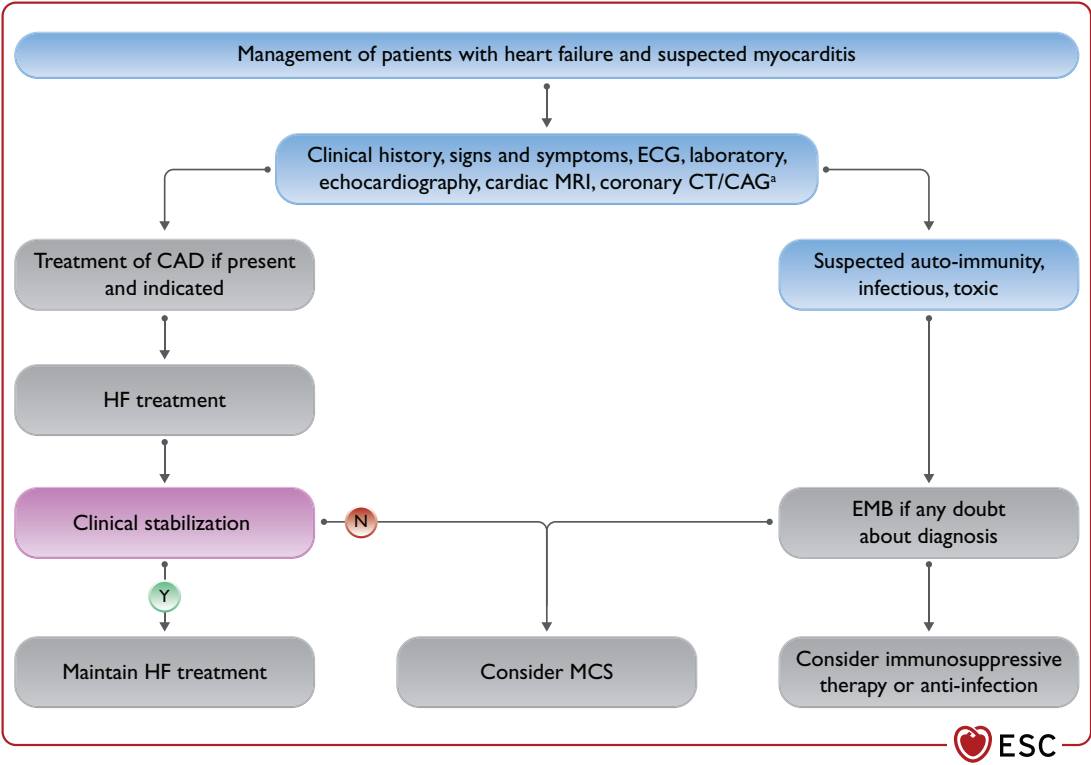 Management of patients with heart failure and suspected myocarditis
Clinical history, signs and symptoms, ECG, laboratory,
echocardiography, cardiac MRI, coronary CT/CAGᵃ
Treatment of CAD if present
and indicated
Suspected auto-immunity,
infectious, toxic
HF treatment
Clinical stabilization
N
EMB if any doubt
about diagnosis
Y
Maintain HF treatment
Consider MCS
Consider immunosuppressive
therapy or anti-infection
ESC